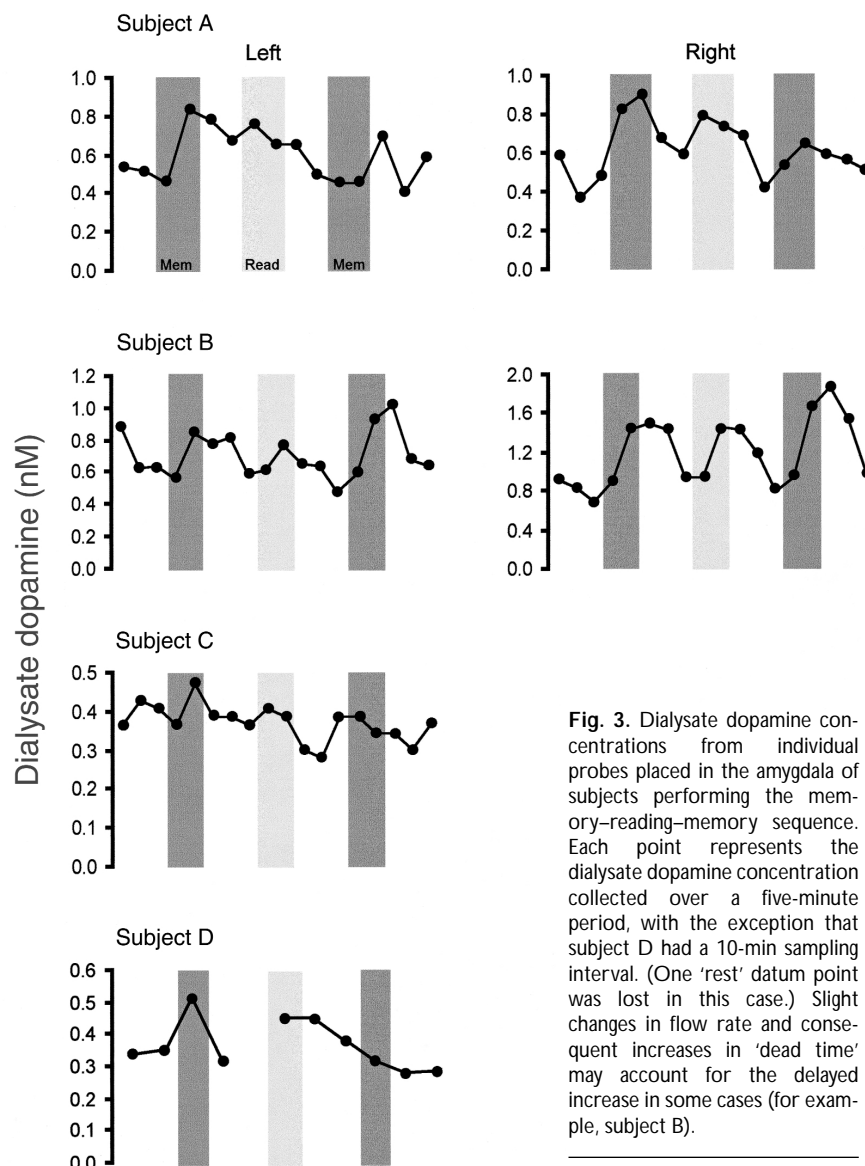 Subject A
Left
Right
1.0
0.8
0.6
0.4
0.2
0.0
Mem
Read
Mem
1.0
0.8
0.6
0.4
0.2
0.0
Subject B
1.2
1.0
0.8
0.6
0.4
0.2
0.0
2.0
1.6
1.2
0.8
0.4
0.0
Dialysate dopamine (nM)
Subject C
0.5
0.4
0.3
0.2
0.1
0.0
Subject D
0.6
0.5
0.4
0.3
0.2
0.1
0.0
Fig. 3. Dialysate dopamine con-
centrations from individual
probes placed in the amygdala of
subjects performing the mem-
ory–reading–memory sequence.
Each point represents the
dialysate dopamine concentration
collected over a five-minute
period, with the exception that
subject D had a 10-min sampling
interval. (One ‘rest’ datum point
was lost in this case.) Slight
changes in flow rate and conse-
quent increases in ‘dead time’
may account for the delayed
increase in some cases (for exam-
ple, subject B).